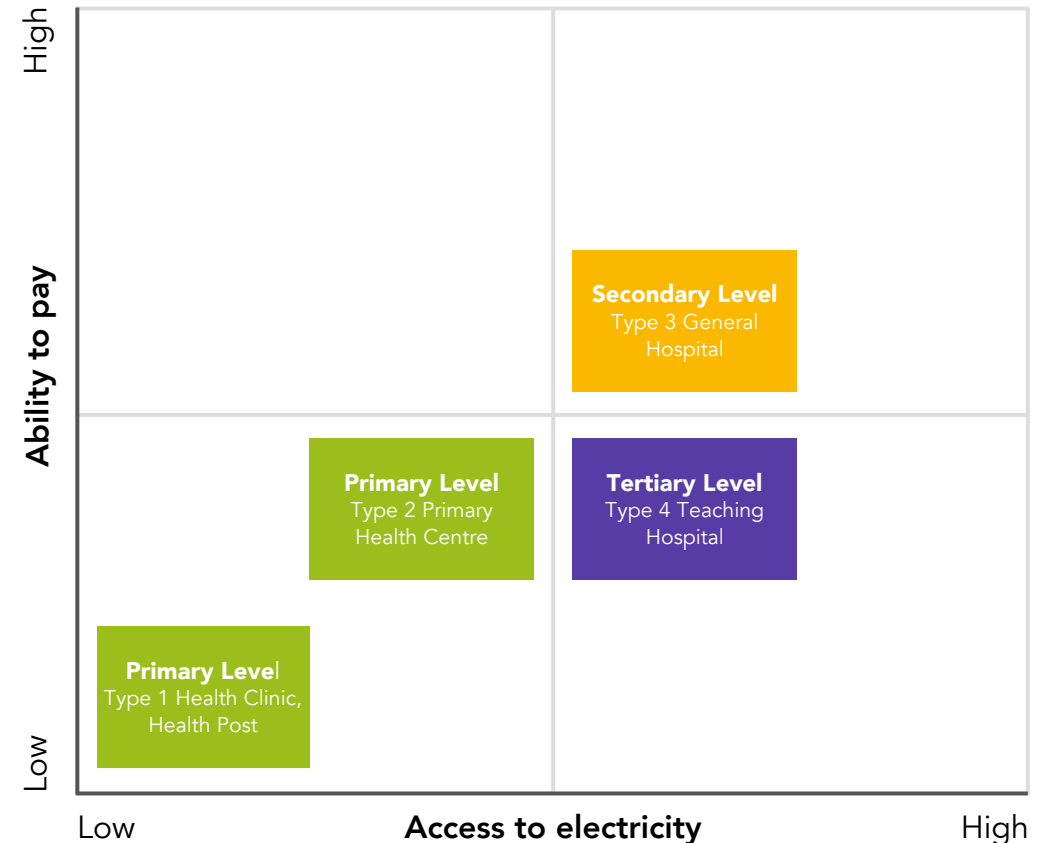 High
Ability to pay
Low
Secondary Level
Type 3 General
Hospital
Primary Level
Type 2 Primary
Health Centre
Tertiary Level
Type 4 Teaching
Hospital
Primary Level
Type 1 Health Clinic,
Health Post
Low
Access to electricity
High